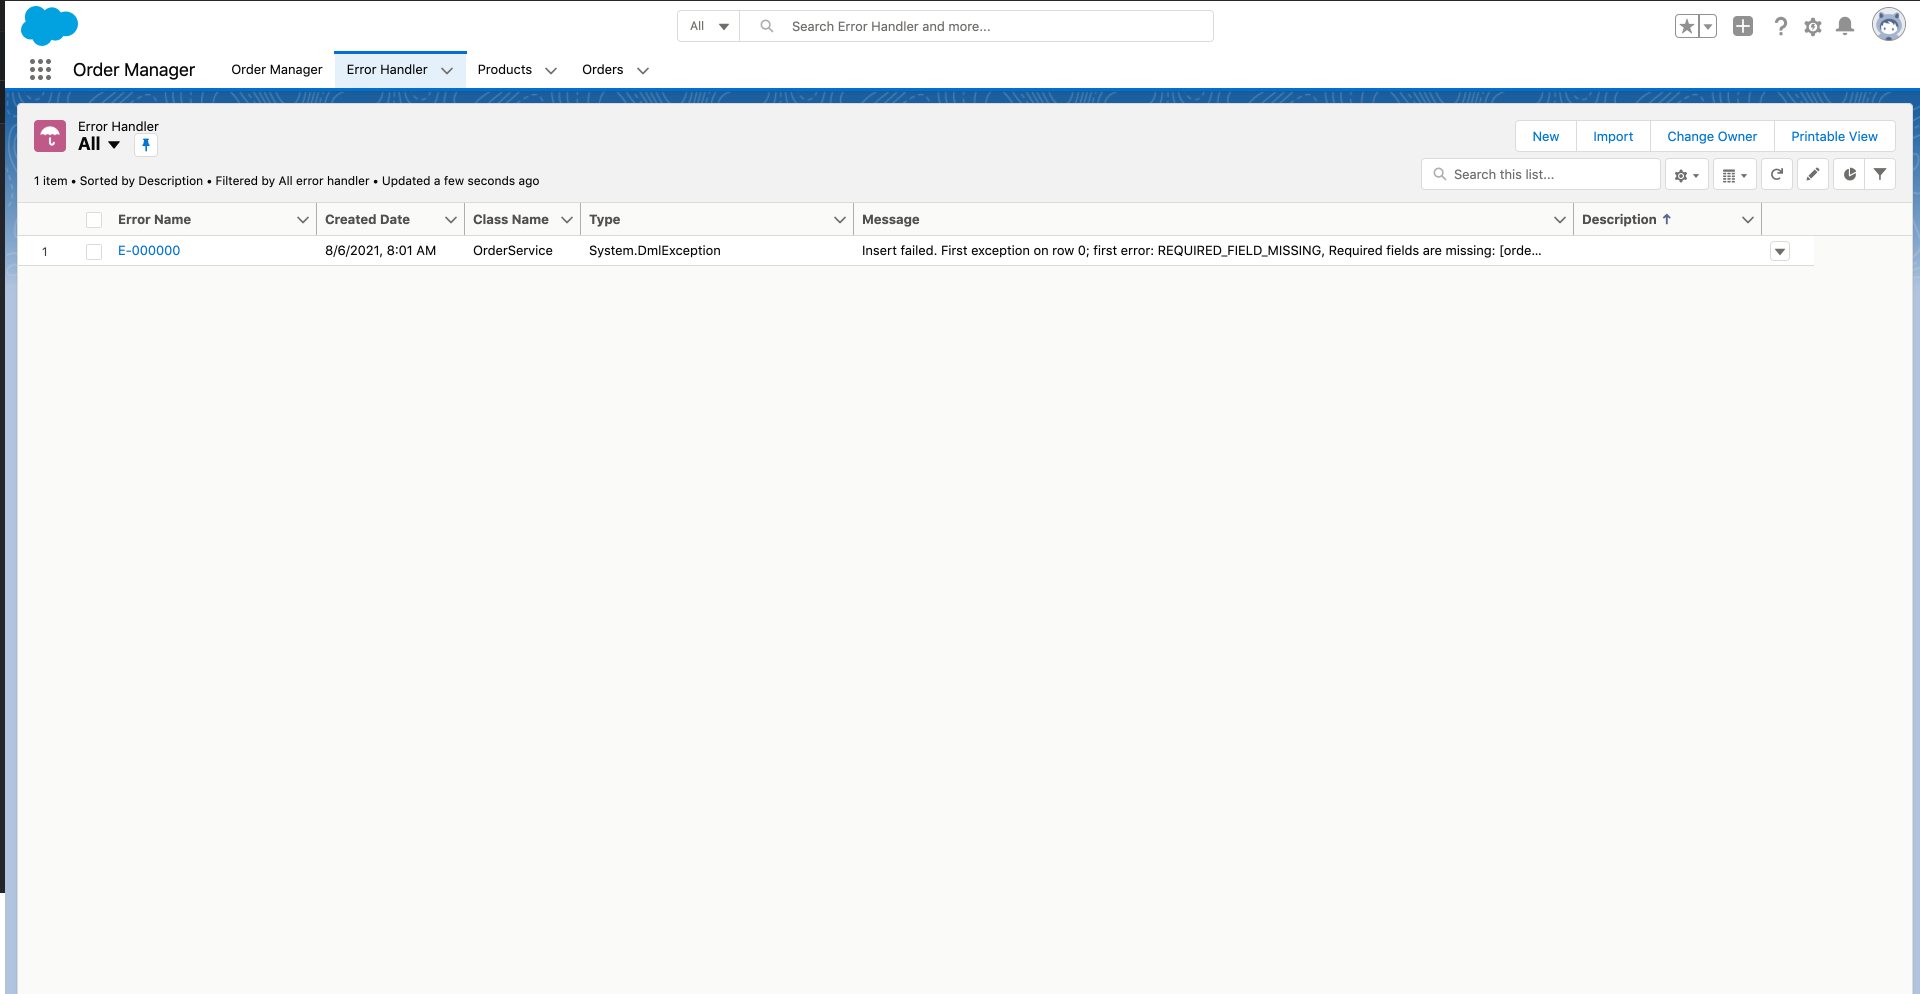 All
Search Error Handler and more...
Order Manager
Order Manager
Error Handler
Products
Orders
Error Handler
All
New
Import
Change Owner
Printable View
1 item • Sorted by Description • Filtered by All error handler • Updated a few seconds ago
Search this list...
Error Name
Created Date
Class Name
Type
Message
Description
1
E-000000
8/6/2021, 8:01 AM
OrderService
System.DmlException
Insert failed. First exception on row 0; first error: REQUIRED_FIELD_MISSING, Required fields are missing: [orde...